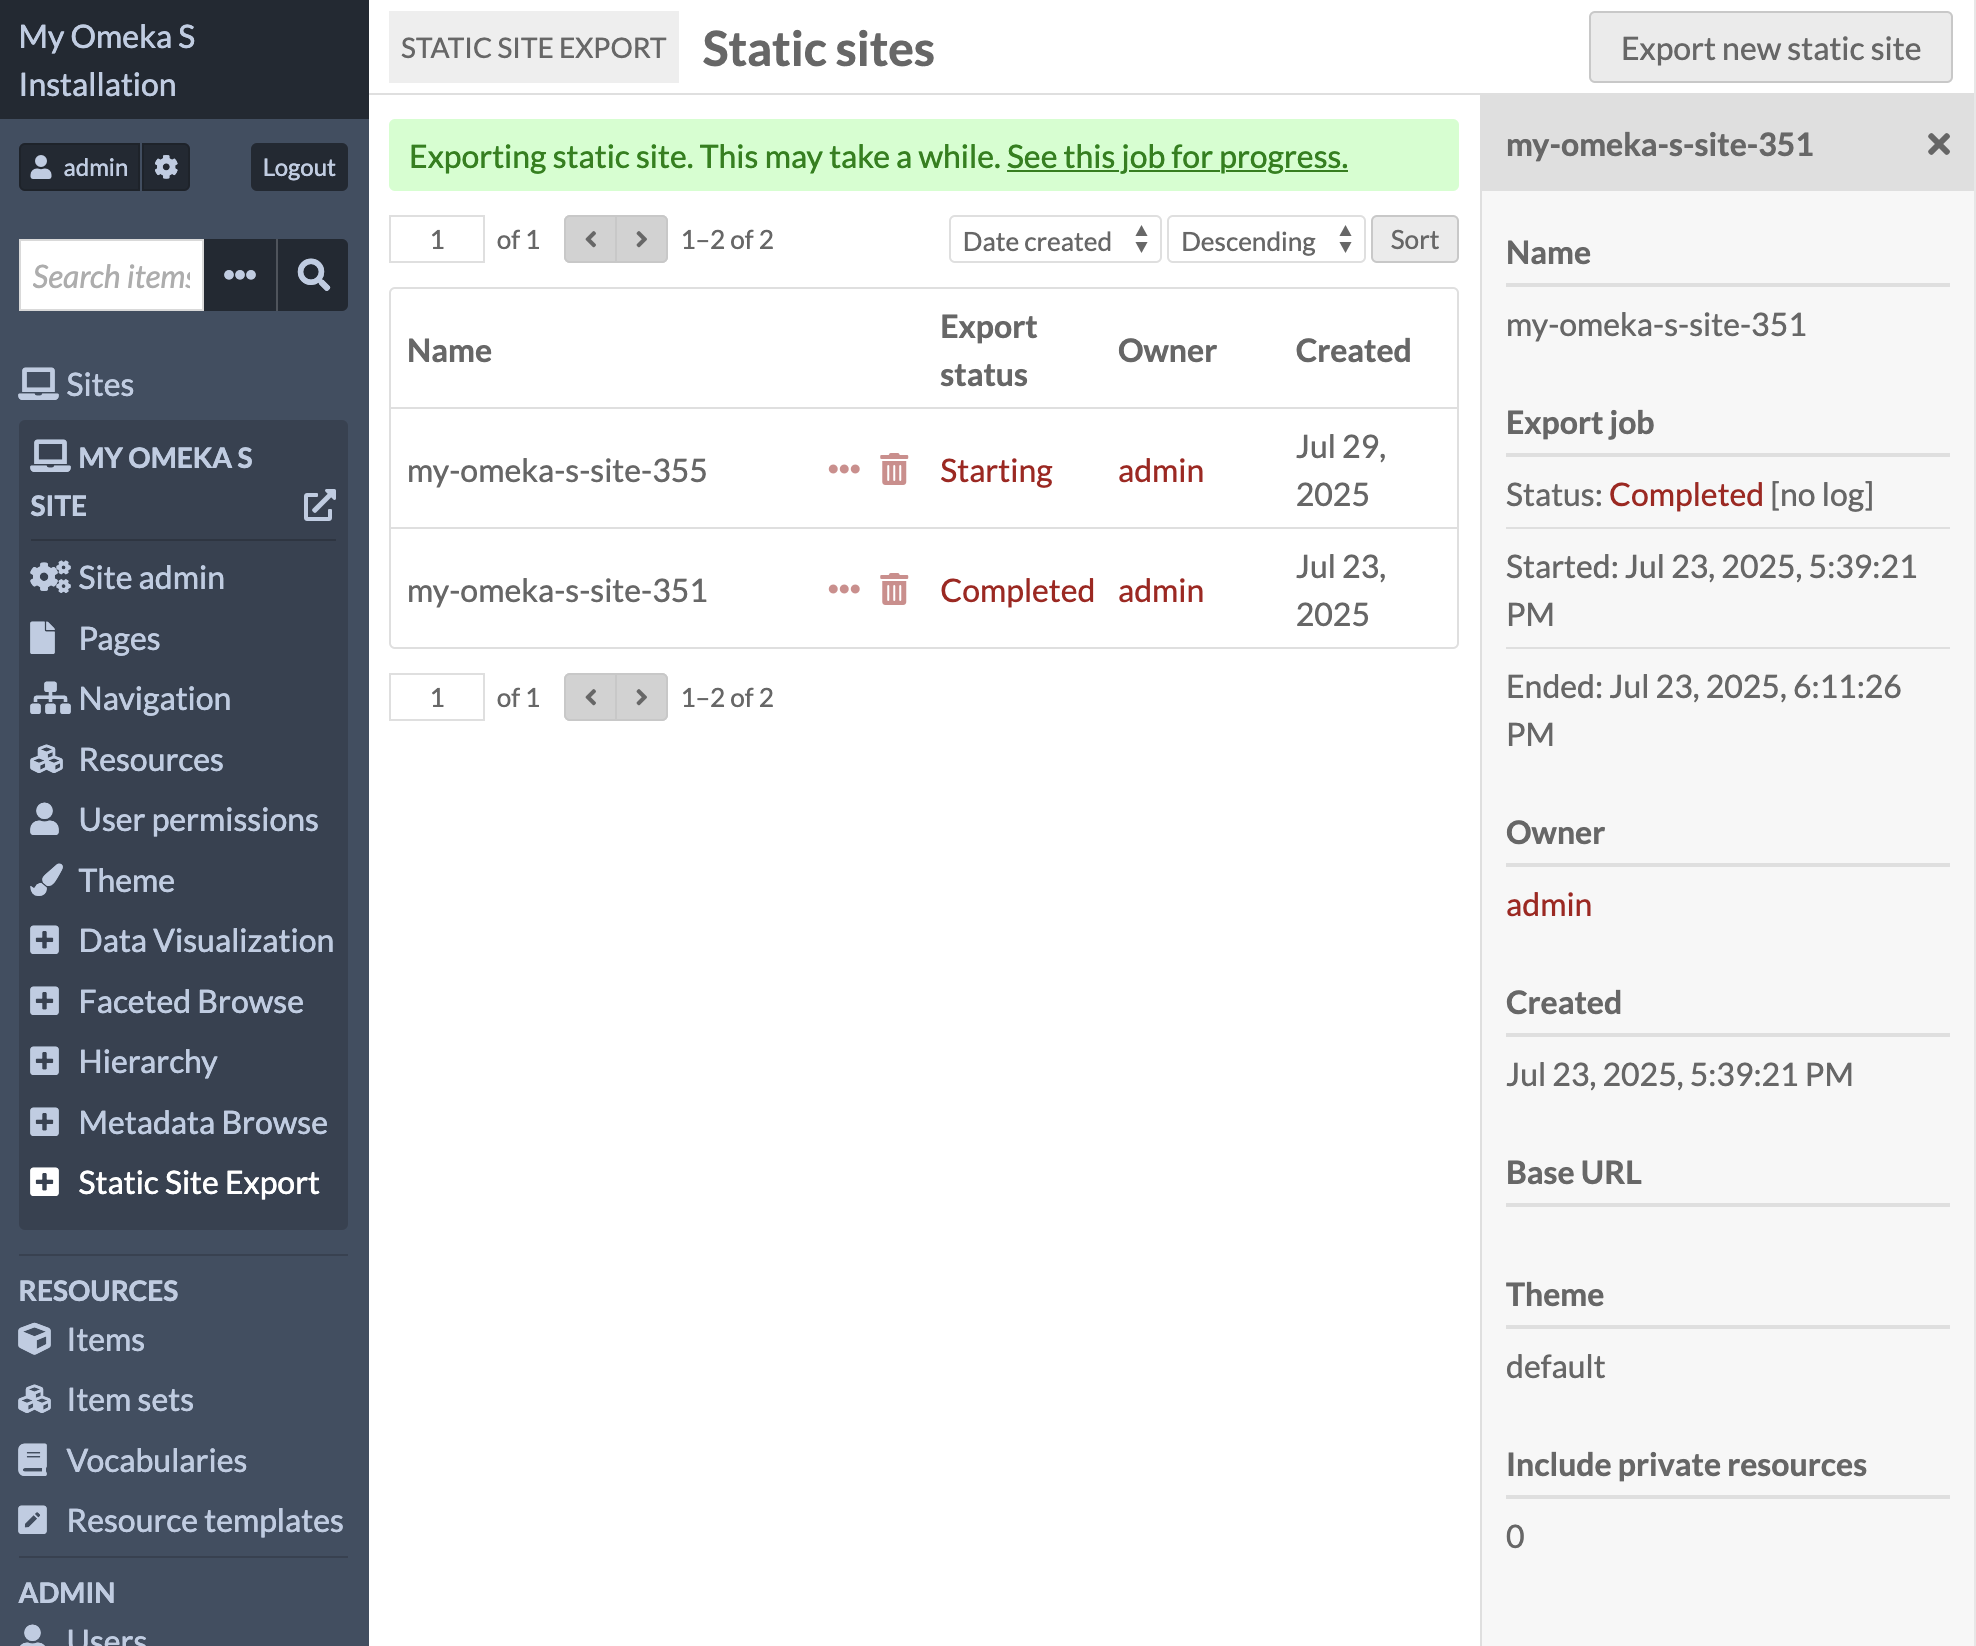 My Omeka S
Installation
admin
Logout
Search items
Sites
MY OMEKA S
SITE
Site admin
Pages
Navigation
Resources
User permissions
Theme
Data Visualization
Faceted Browse
Hierarchy
Metadata Browse
Static Site Export
RESOURCES
Items
Item sets
Vocabularies
Resource templates
ADMIN
Users
STATIC SITE EXPORT Static sites
Export new static site
Exporting static site. This may take a while. See this job for progress.
1 of 1 1–2 of 2 Date created Descending Sort
Name Export status Owner Created
my-omeka-s-site-355 Starting admin Jul 29, 2025
my-omeka-s-site-351 Completed admin Jul 23, 2025
1 of 1 1–2 of 2
my-omeka-s-site-351
Name
my-omeka-s-site-351
Export job
Status: Completed [no log]
Started: Jul 23, 2025, 5:39:21
PM
Ended: Jul 23, 2025, 6:11:26
PM
Owner
admin
Created
Jul 23, 2025, 5:39:21 PM
Base URL
Theme
default
Include private resources
0